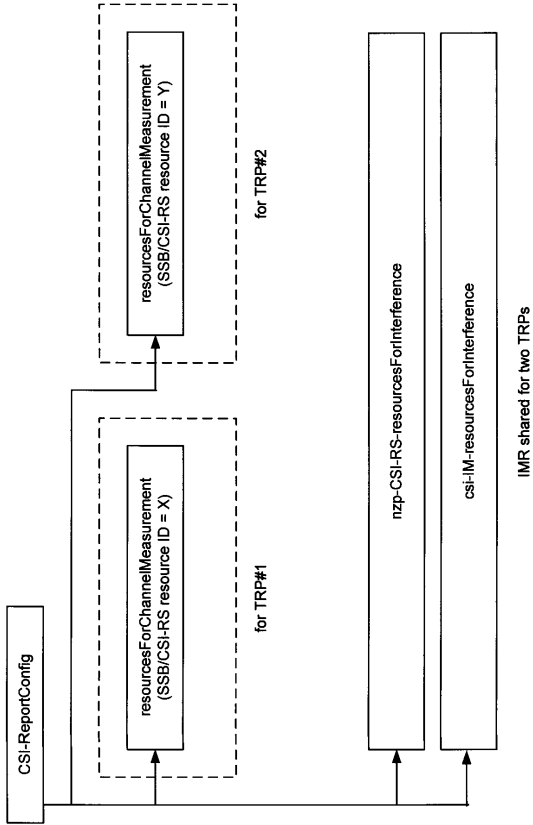 CSI-ReportConfig
resourcesForChannelMeasurement
(SSB/CSI-RS resource ID = X)
for TRP#1
resourcesForChannelMeasurement
(SSB/CSI-RS resource ID = Y)
for TRP#2
nzp-CSI-RS-resourcesForInterference
csi-IM-resourcesForInterference
IMR shared for two TRPs